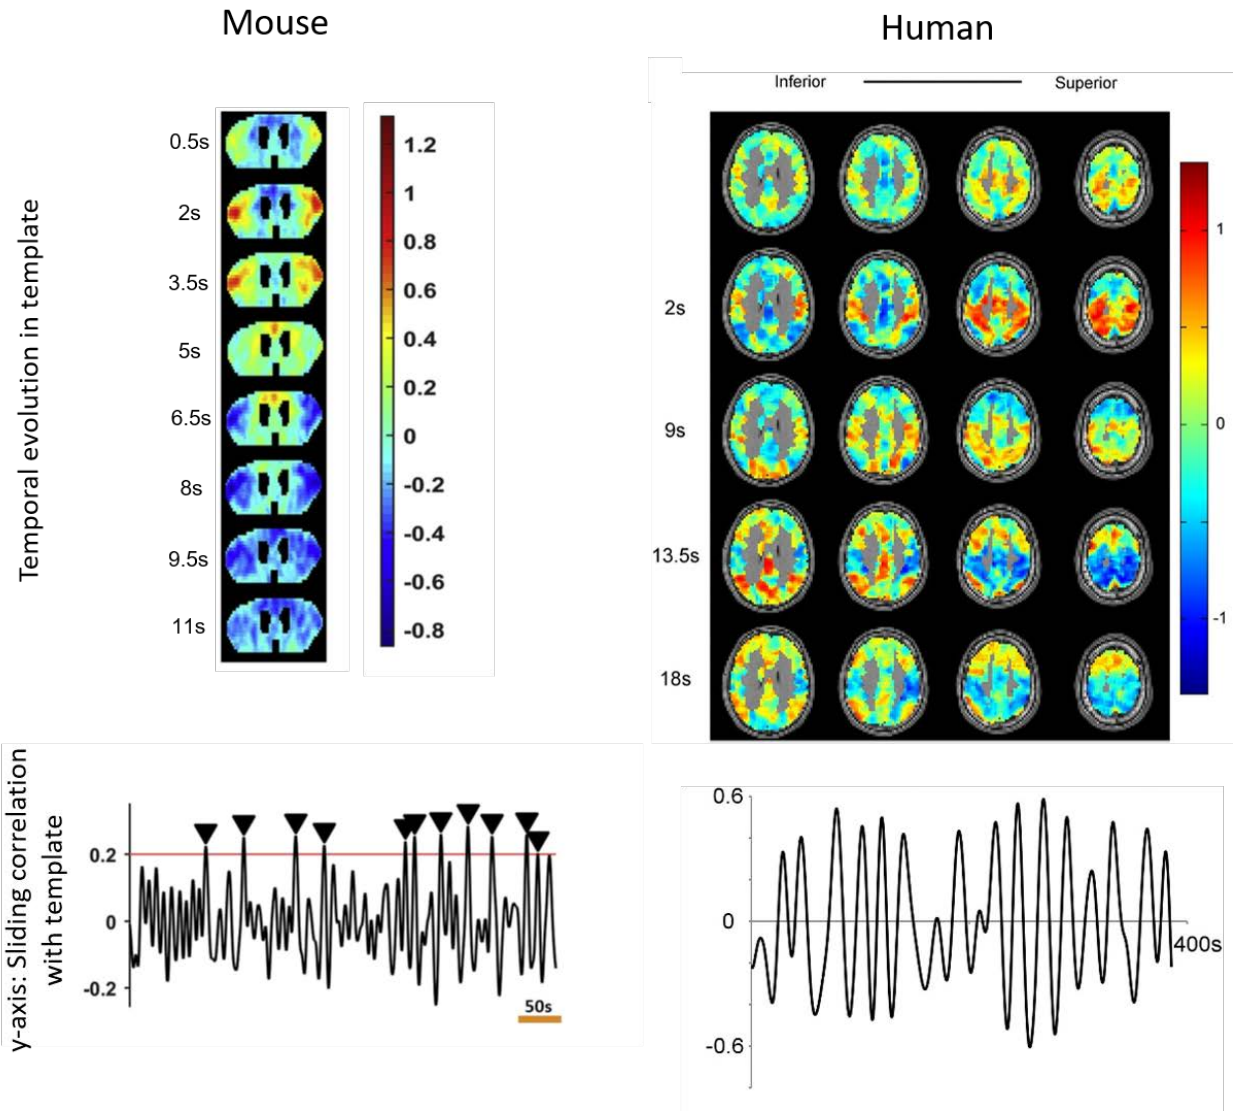 Mouse
Human
Temporal evolution in template
0.5s
2s
3.5s
5s
6.5s
8s
9.5s
11s
1.2
1
0.8
0.6
0.4
0.2
0
-0.2
-0.4
-0.6
-0.8
Inferior
Superior
2s
9s
13.5s
18s
1
0
-1
y-axis: Sliding correlation
with template
0.2
0
-0.2
50s
0.6
0
-0.6
400s